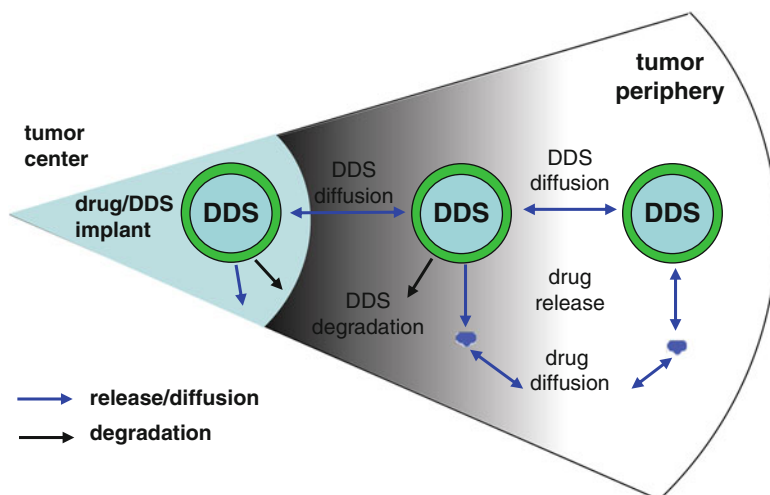 tumor
periphery
tumor
center
DDS
diffusion
DDS
diffusion
drug/DDS
implant
DDS
DDS
DDS
drug
release
DDS
degradation
drug
diffusion
release/diffusion
degradation